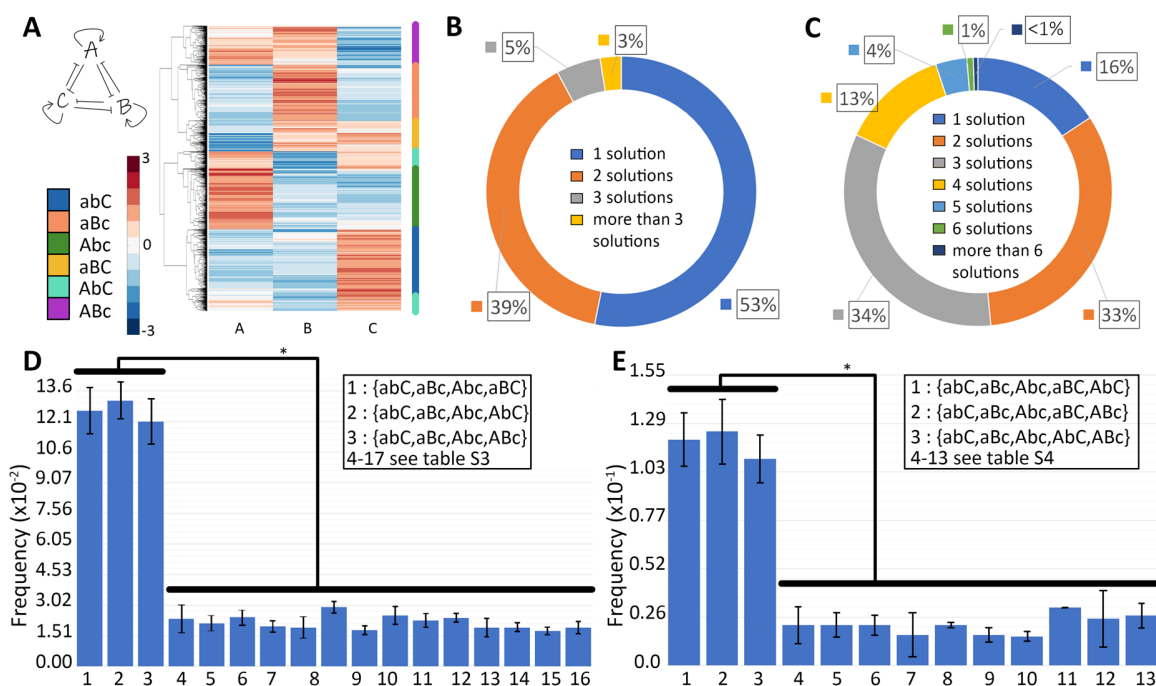 A
A
C
B
3
0
-3
abC
aBc
Abc
aBC
AbC
ABc
A
B
C
B
5%
3%
39%
53%
1 solution
2 solutions
3 solutions
more than 3
solutions
C
4%
1%
<1%
16%
13%
34%
33%
1 solution
2 solutions
3 solutions
4 solutions
5 solutions
6 solutions
more than 6
solutions
D
*
Frequency (x10⁻²)
13.6
12.1
10.6
9.07
7.56
6.05
4.53
3.02
1.51
0.00
1 : {abC,aBc,Abc,aBC}
2 : {abC,aBc,Abc,AbC}
3 : {abC,aBc,Abc,ABc}
4-17 see table S3
1 2 3 4 5 6 7 8 9 10 11 12 13 14 15 16
E
*
Frequency (x10⁻¹)
1.55
1.29
1.03
0.77
0.52
0.26
0.0
1 : {abC,aBc,Abc,aBC,AbC}
2 : {abC,aBc,Abc,aBC,ABc}
3 : {abC,aBc,Abc,AbC,ABc}
4-13 see table S4
1 2 3 4 5 6 7 8 9 10 11 12 13